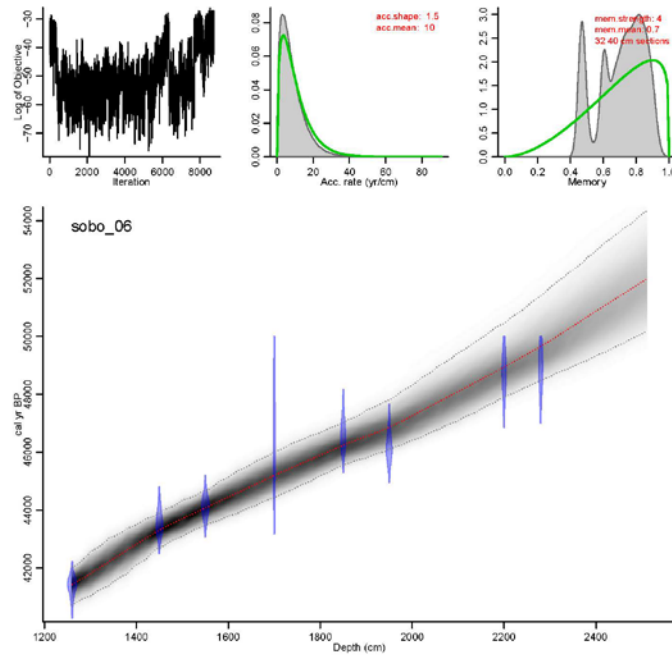 Log of Objective
-30
-40
-50
-60
-70
0 2000 4000 6000 8000
Iteration
acc.shape: 1.5
acc.mean: 10
0.00 0.02 0.04 0.06 0.08
0 20 40 60 80
Acc. rate (yr/cm)
mem.strength: 4
mem.mean: 0.7
32 40 cm sections
0.0 0.5 1.0 1.5 2.0 2.5 3.0
0.0 0.2 0.4 0.6 0.8 1.0
Memory
sobo_06
cal yr BP
42000 44000 46000 48000 50000 52000 54000
1200 1400 1600 1800 2000 2200 2400
Depth (cm)